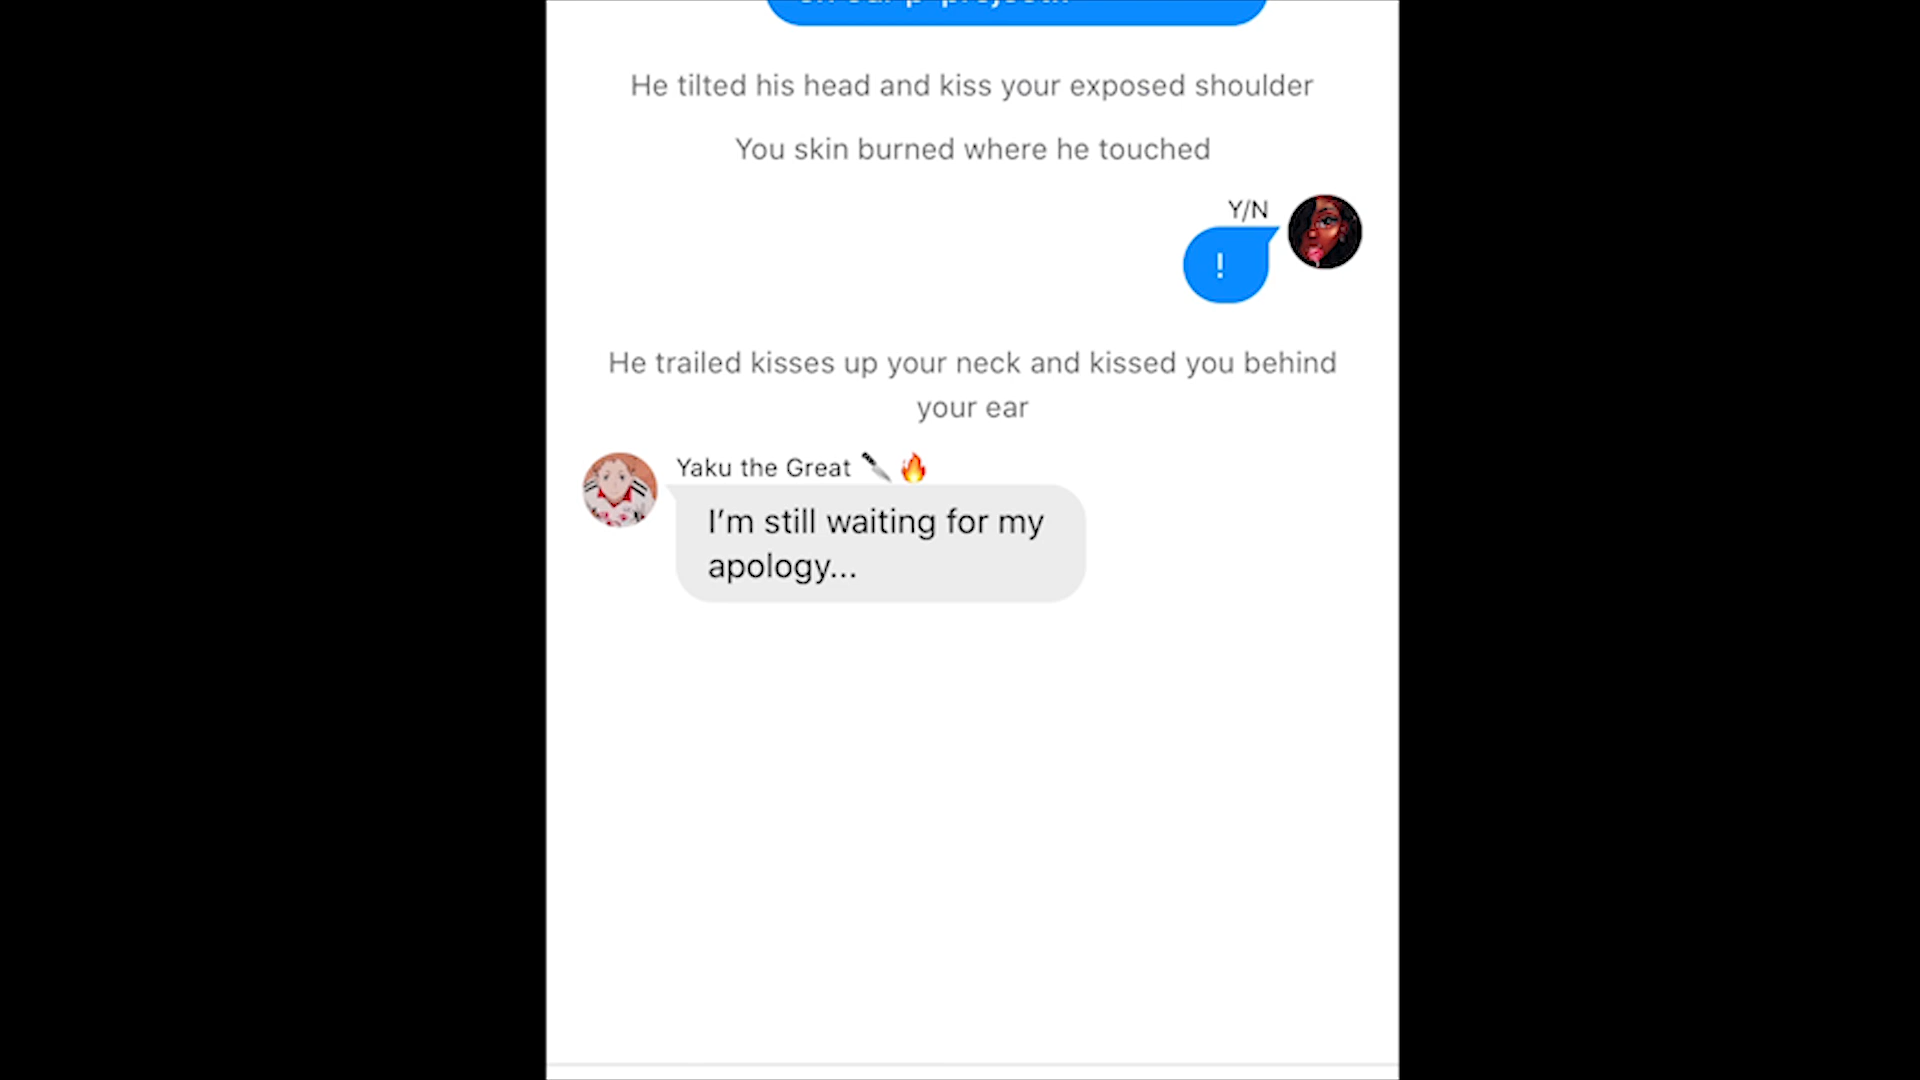 He tilted his head and kiss your exposed shoulder
You skin burned where he touched
Y/N
!
He trailed kisses up your neck and kissed you behind
your ear
Yaku the Great 🔪🔥
I'm still waiting for my
apology...